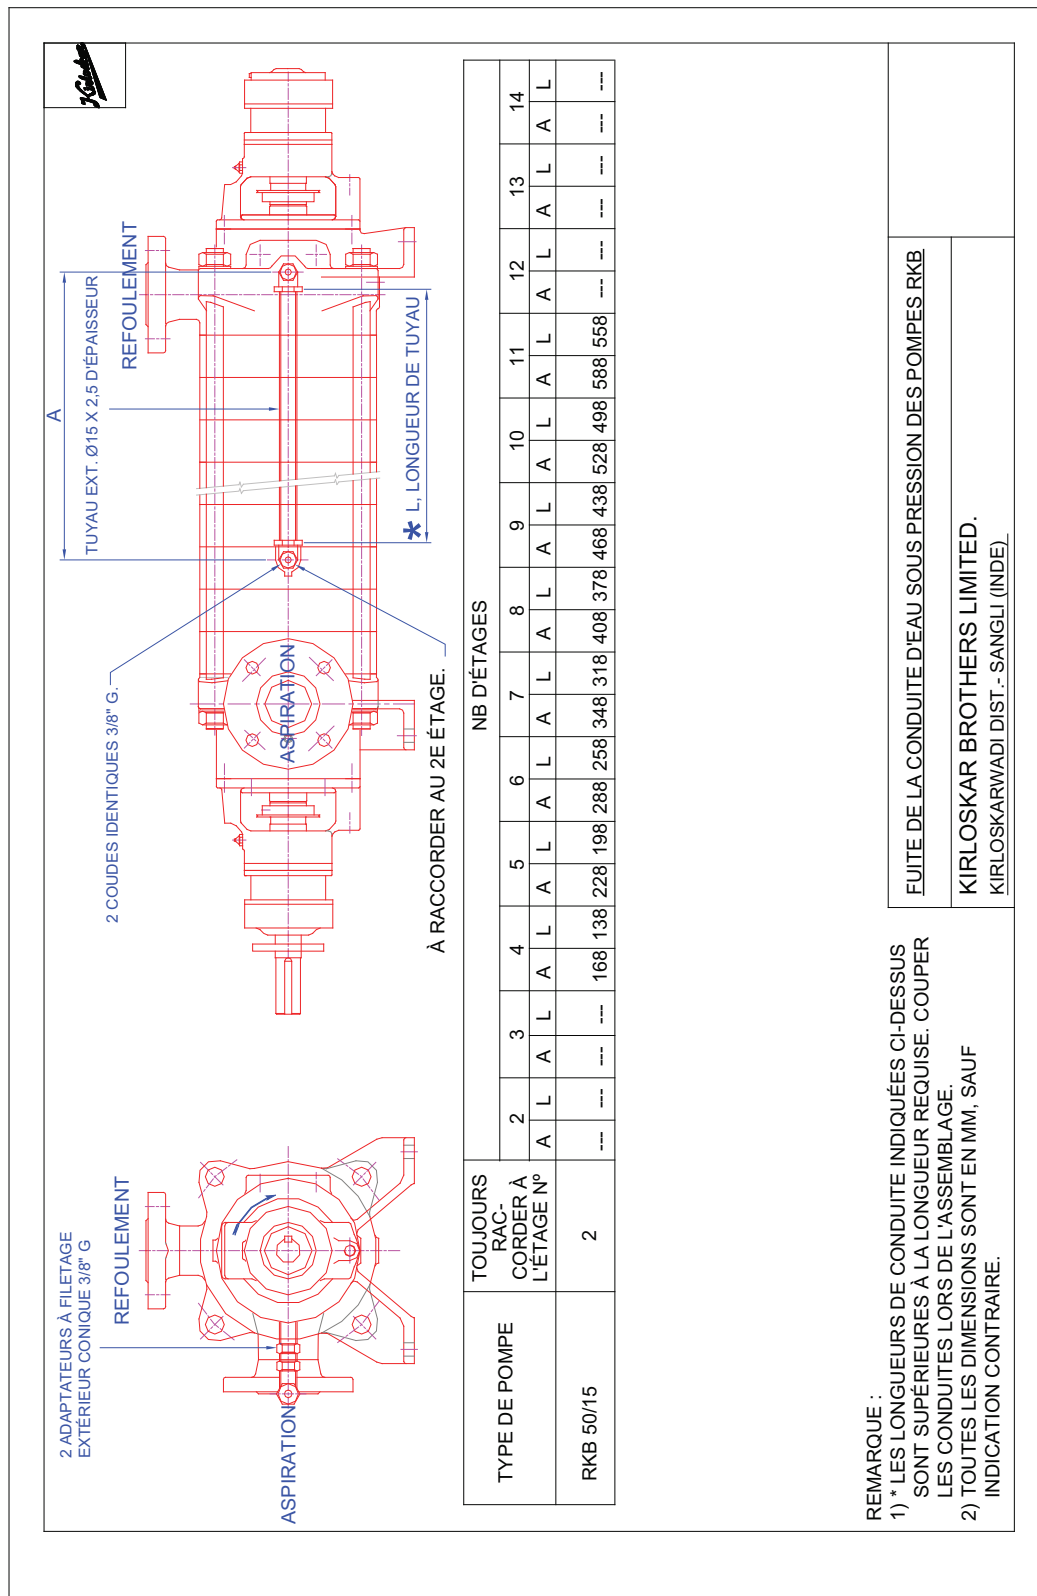 Kirloskar
2 ADAPTATEURS À FILETAGE
EXTÉRIEUR CONIQUE 3/8" G
REFOULEMENT
ASPIRATION
2 COUDES IDENTIQUES 3/8" G.
A
TUYAU EXT. Ø15 X 2,5 D'ÉPAISSEUR
REFOULEMENT
ASPIRATION
* L, LONGUEUR DE TUYAU
À RACCORDER AU 2E ÉTAGE.
TYPE DE POMPE
TOUJOURS
RAC-
CORDER À
L'ÉTAGE Nº
NB D'ÉTAGES
2 3 4 5 6 7 8 9 10 11 12 13 14
A L A L A L A L A L A L A L A L A L A L A L A L A L
RKB 50/15 2 --- --- --- --- 168 138 228 198 288 258 348 318 408 378 468 438 528 498 588 558 --- --- --- --- --- ---
REMARQUE :
1) * LES LONGUEURS DE CONDUITE INDIQUÉES CI-DESSUS
SONT SUPÉRIEURES À LA LONGUEUR REQUISE. COUPER
LES CONDUITES LORS DE L'ASSEMBLAGE.
2) TOUTES LES DIMENSIONS SONT EN MM, SAUF
INDICATION CONTRAIRE.
FUITE DE LA CONDUITE D'EAU SOUS PRESSION DES POMPES RKB
KIRLOSKAR BROTHERS LIMITED.
KIRLOSKARWADI DIST.- SANGLI (INDE)